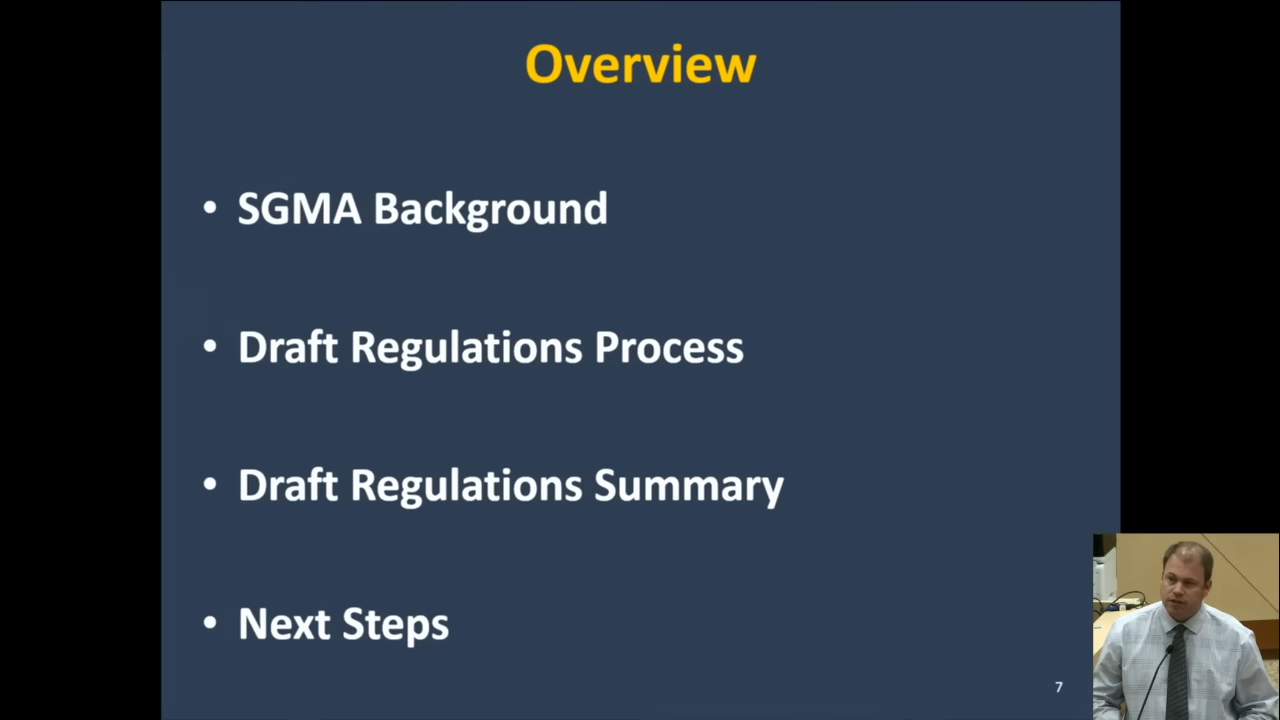 Overview
• SGMA Background
• Draft Regulations Process
• Draft Regulations Summary
• Next Steps
7